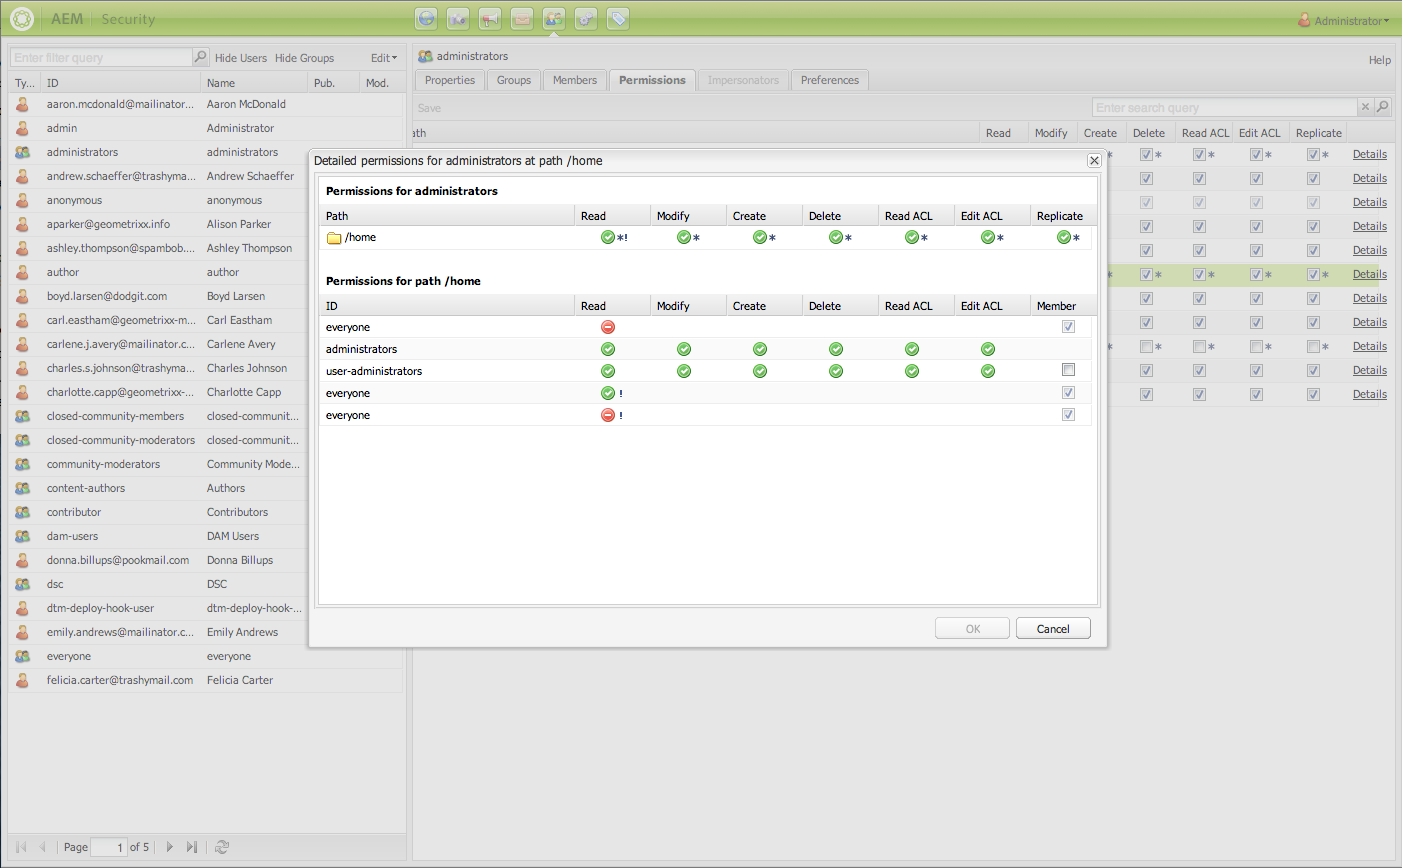 AEM Security Administrator
Enter filter query Hide Users Hide Groups Edit
Ty... ID Name Pub. Mod.
aaron.mcdonald@mailinator... Aaron McDonald
admin Administrator
administrators administrators
andrew.schaeffer@trashyma... Andrew Schaeffer
anonymous anonymous
aparker@geometrixx.info Alison Parker
ashley.thompson@spambob... Ashley Thompson
author author
boyd.larsen@dodgit.com Boyd Larsen
carl.eastham@geometrixx-m... Carl Eastham
carlene.j.avery@mailinator.c... Carlene Avery
charles.s.johnson@trashyma... Charles Johnson
charlotte.capp@geometrixx-... Charlotte Capp
closed-community-members closed-communit...
closed-community-moderators closed-communit...
community-moderators Community Mode...
content-authors Authors
contributor Contributors
dam-users DAM Users
donna.billups@pookmail.com Donna Billups
dsc DSC
dtm-deploy-hook-user dtm-deploy-hook-...
emily.andrews@mailinator.c... Emily Andrews
everyone everyone
felicia.carter@trashymail.com Felicia Carter
Page 1 of 5
administrators Help
Properties Groups Members Permissions Impersonators Preferences
Save Enter search query
ath Read Modify Create Delete Read ACL Edit ACL Replicate
* * * * * Details
Details
Details
Details
Details
* * * * * Details
Details
Details
* * * * * Details
Details
Details
Detailed permissions for administrators at path /home
Permissions for administrators
Path Read Modify Create Delete Read ACL Edit ACL Replicate
/home *! * * * * * *
Permissions for path /home
ID Read Modify Create Delete Read ACL Edit ACL Member
everyone
administrators
user-administrators
everyone !
everyone !
OK Cancel